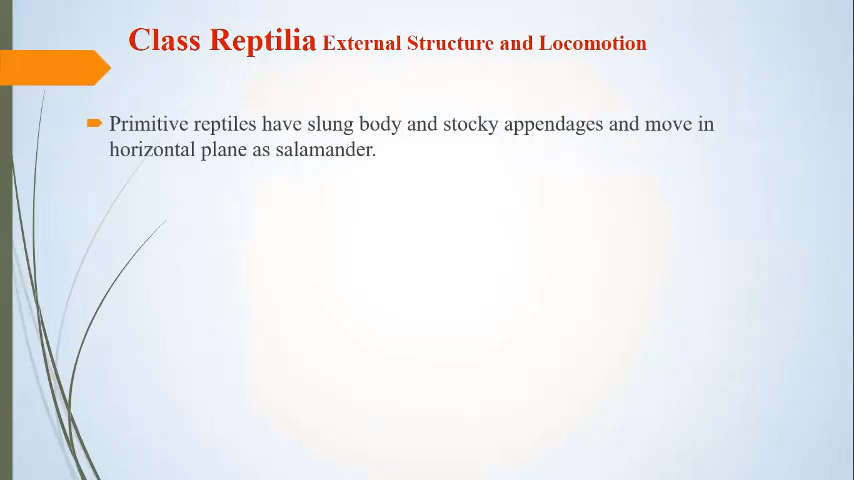 Class Reptilia External Structure and Locomotion
Primitive reptiles have slung body and stocky appendages and move in
horizontal plane as salamander.